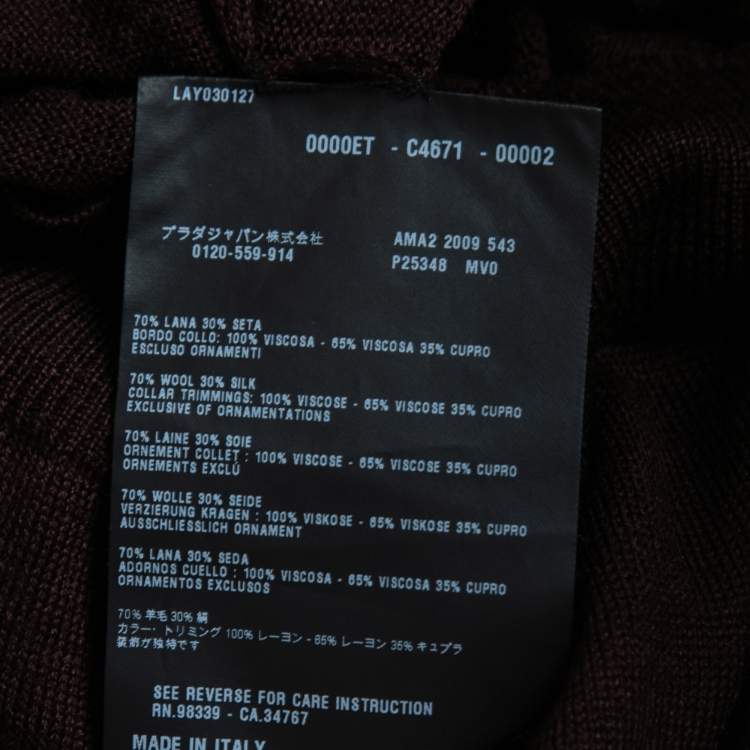 LAY030127
0000ET - C4671 - 00002
プラダジャパン株式会社
0120-559-914
AMA2 2009 543
P25348 MV0
70% LANA 30% SETA
BORDO COLLO: 100% VISCOSA - 65% VISCOSA 35% CUPRO
ESCLUSO ORNAMENTI
70% WOOL 30% SILK
COLLAR TRIMMINGS: 100% VISCOSE - 65% VISCOSE 35% CUPRO
EXCLUSIVE OF ORNAMENTATIONS
70% LAINE 30% SOIE
ORNEMENT COLLET : 100% VISCOSE - 65% VISCOSE 35% CUPRO
ORNEMENTS EXCLÚ
70% WOLLE 30% SEIDE
VERZIERUNG KRAGEN : 100% VISKOSE - 65% VISKOSE 35% CUPRO
AUSSCHLIESSLICH ORNAMENT
70% LANA 30% SEDA
ADORNOS CUELLO : 100% VISCOSA - 65% VISCOSA 35% CUPRO
ORNAMENTOS EXCLUSOS
70% 羊毛 30% 絹
カラー・トリミング 100% レーヨン - 65% レーヨン 35% キュプラ
装飾が独特です
SEE REVERSE FOR CARE INSTRUCTION
RN.98339 - CA.34767
MADE IN ITALY